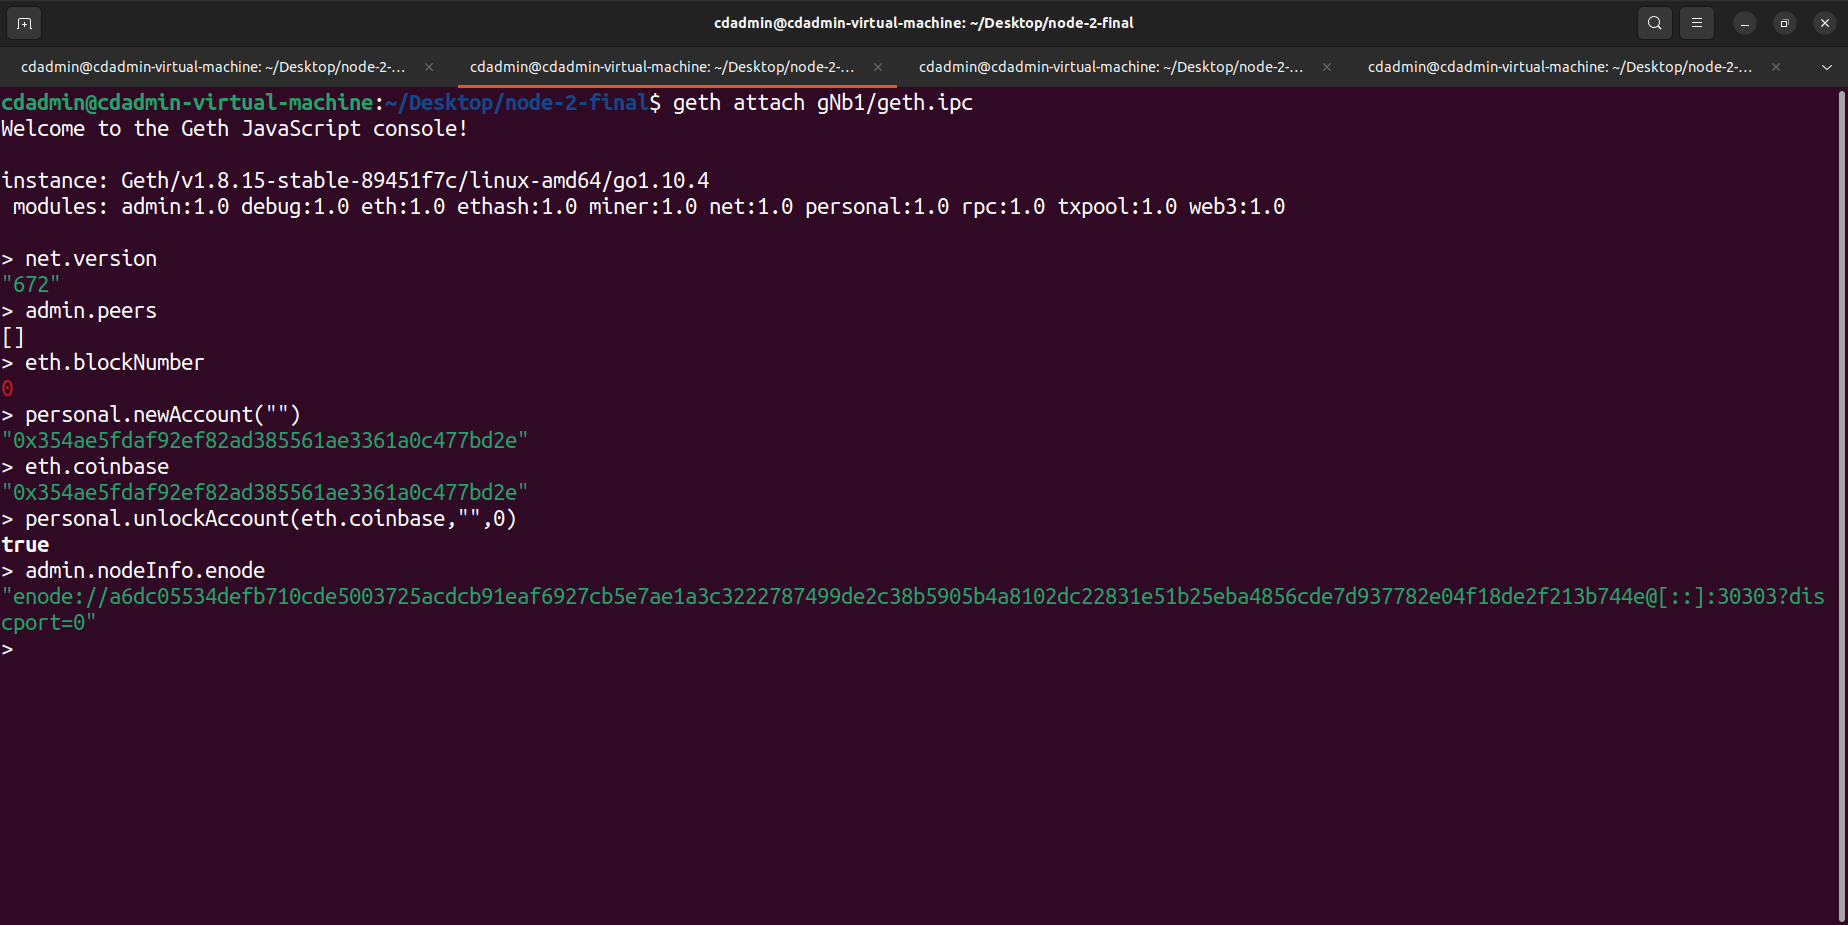 cdadmin@cdadmin-virtual-machine: ~/Desktop/node-2-final
cdadmin@cdadmin-virtual-machine: ~/Desktop/node-2-...
cdadmin@cdadmin-virtual-machine: ~/Desktop/node-2-...
cdadmin@cdadmin-virtual-machine: ~/Desktop/node-2-...
cdadmin@cdadmin-virtual-machine: ~/Desktop/node-2-...
cdadmin@cdadmin-virtual-machine:~/Desktop/node-2-final$ geth attach gNb1/geth.ipc
Welcome to the Geth JavaScript console!
instance: Geth/v1.8.15-stable-89451f7c/linux-amd64/go1.10.4
modules: admin:1.0 debug:1.0 eth:1.0 ethash:1.0 miner:1.0 net:1.0 personal:1.0 rpc:1.0 txpool:1.0 web3:1.0
> net.version
"672"
> admin.peers
[]
> eth.blockNumber
0
> personal.newAccount("")
"0x354ae5fdaf92ef82ad385561ae3361a0c477bd2e"
> eth.coinbase
"0x354ae5fdaf92ef82ad385561ae3361a0c477bd2e"
> personal.unlockAccount(eth.coinbase,"",0)
true
> admin.nodeInfo.enode
"enode://a6dc05534defb710cde5003725acdcb91eaf6927cb5e7ae1a3c3222787499de2c38b5905b4a8102dc22831e51b25eba4856cde7d937782e04f18de2f213b744e@[::]:30303?dis
cport=0"
>